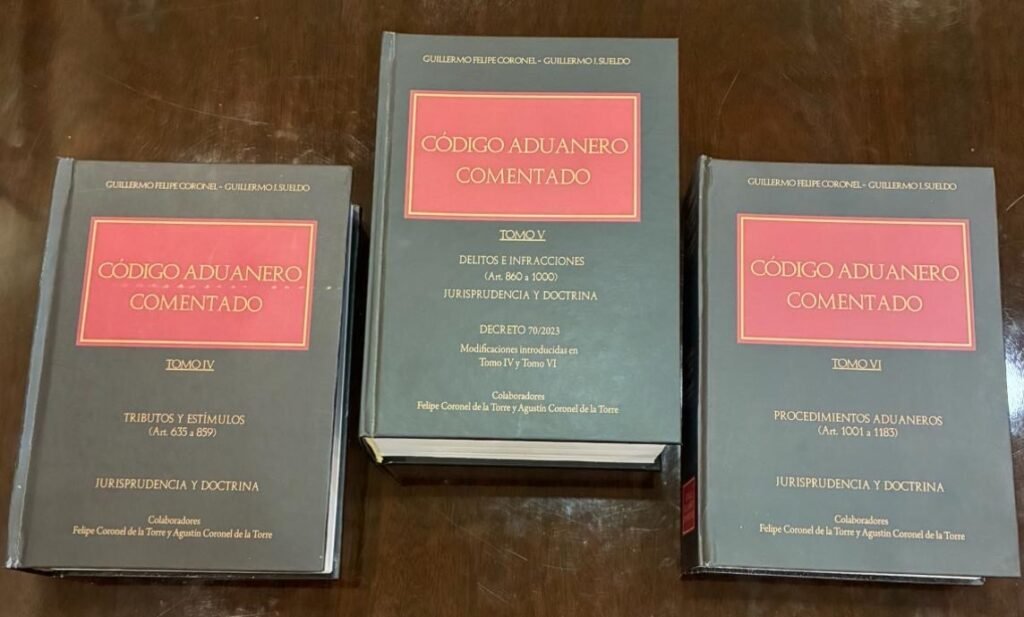 GUILLERMO FELIPE CORONEL - GUILLERMO J. SUELDO
CÓDIGO ADUANERO
COMENTADO
TOMO IV
TRIBUTOS Y ESTÍMULOS
(Art. 635 a 859)
JURISPRUDENCIA Y DOCTRINA
Colaboradores
Felipe Coronel de la Torre y Agustín Coronel de la Torre
GUILLERMO FELIPE CORONEL - GUILLERMO J. SUELDO
CÓDIGO ADUANERO
COMENTADO
TOMO V
DELITOS E INFRACCIONES
(Art. 860 a 1000)
JURISPRUDENCIA Y DOCTRINA
DECRETO 70/2023
Modificaciones introducidas en
Tomo IV y Tomo VI
Colaboradores
Felipe Coronel de la Torre y Agustín Coronel de la Torre
GUILLERMO FELIPE CORONEL - GUILLERMO J. SUELDO
CÓDIGO ADUANERO
COMENTADO
TOMO VI
PROCEDIMIENTOS ADUANEROS
(Art. 1001 a 1183)
JURISPRUDENCIA Y DOCTRINA
Colaboradores
Felipe Coronel de la Torre y Agustín Coronel de la Torre